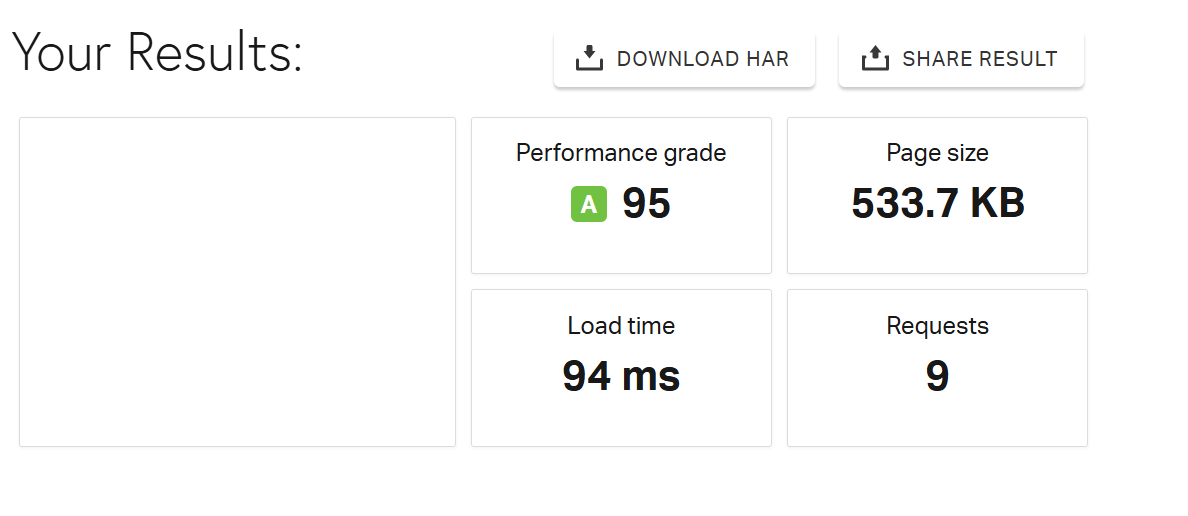 Your Results:
DOWNLOAD HAR
SHARE RESULT
Performance grade
A 95
Page size
533.7 KB
Load time
94 ms
Requests
9